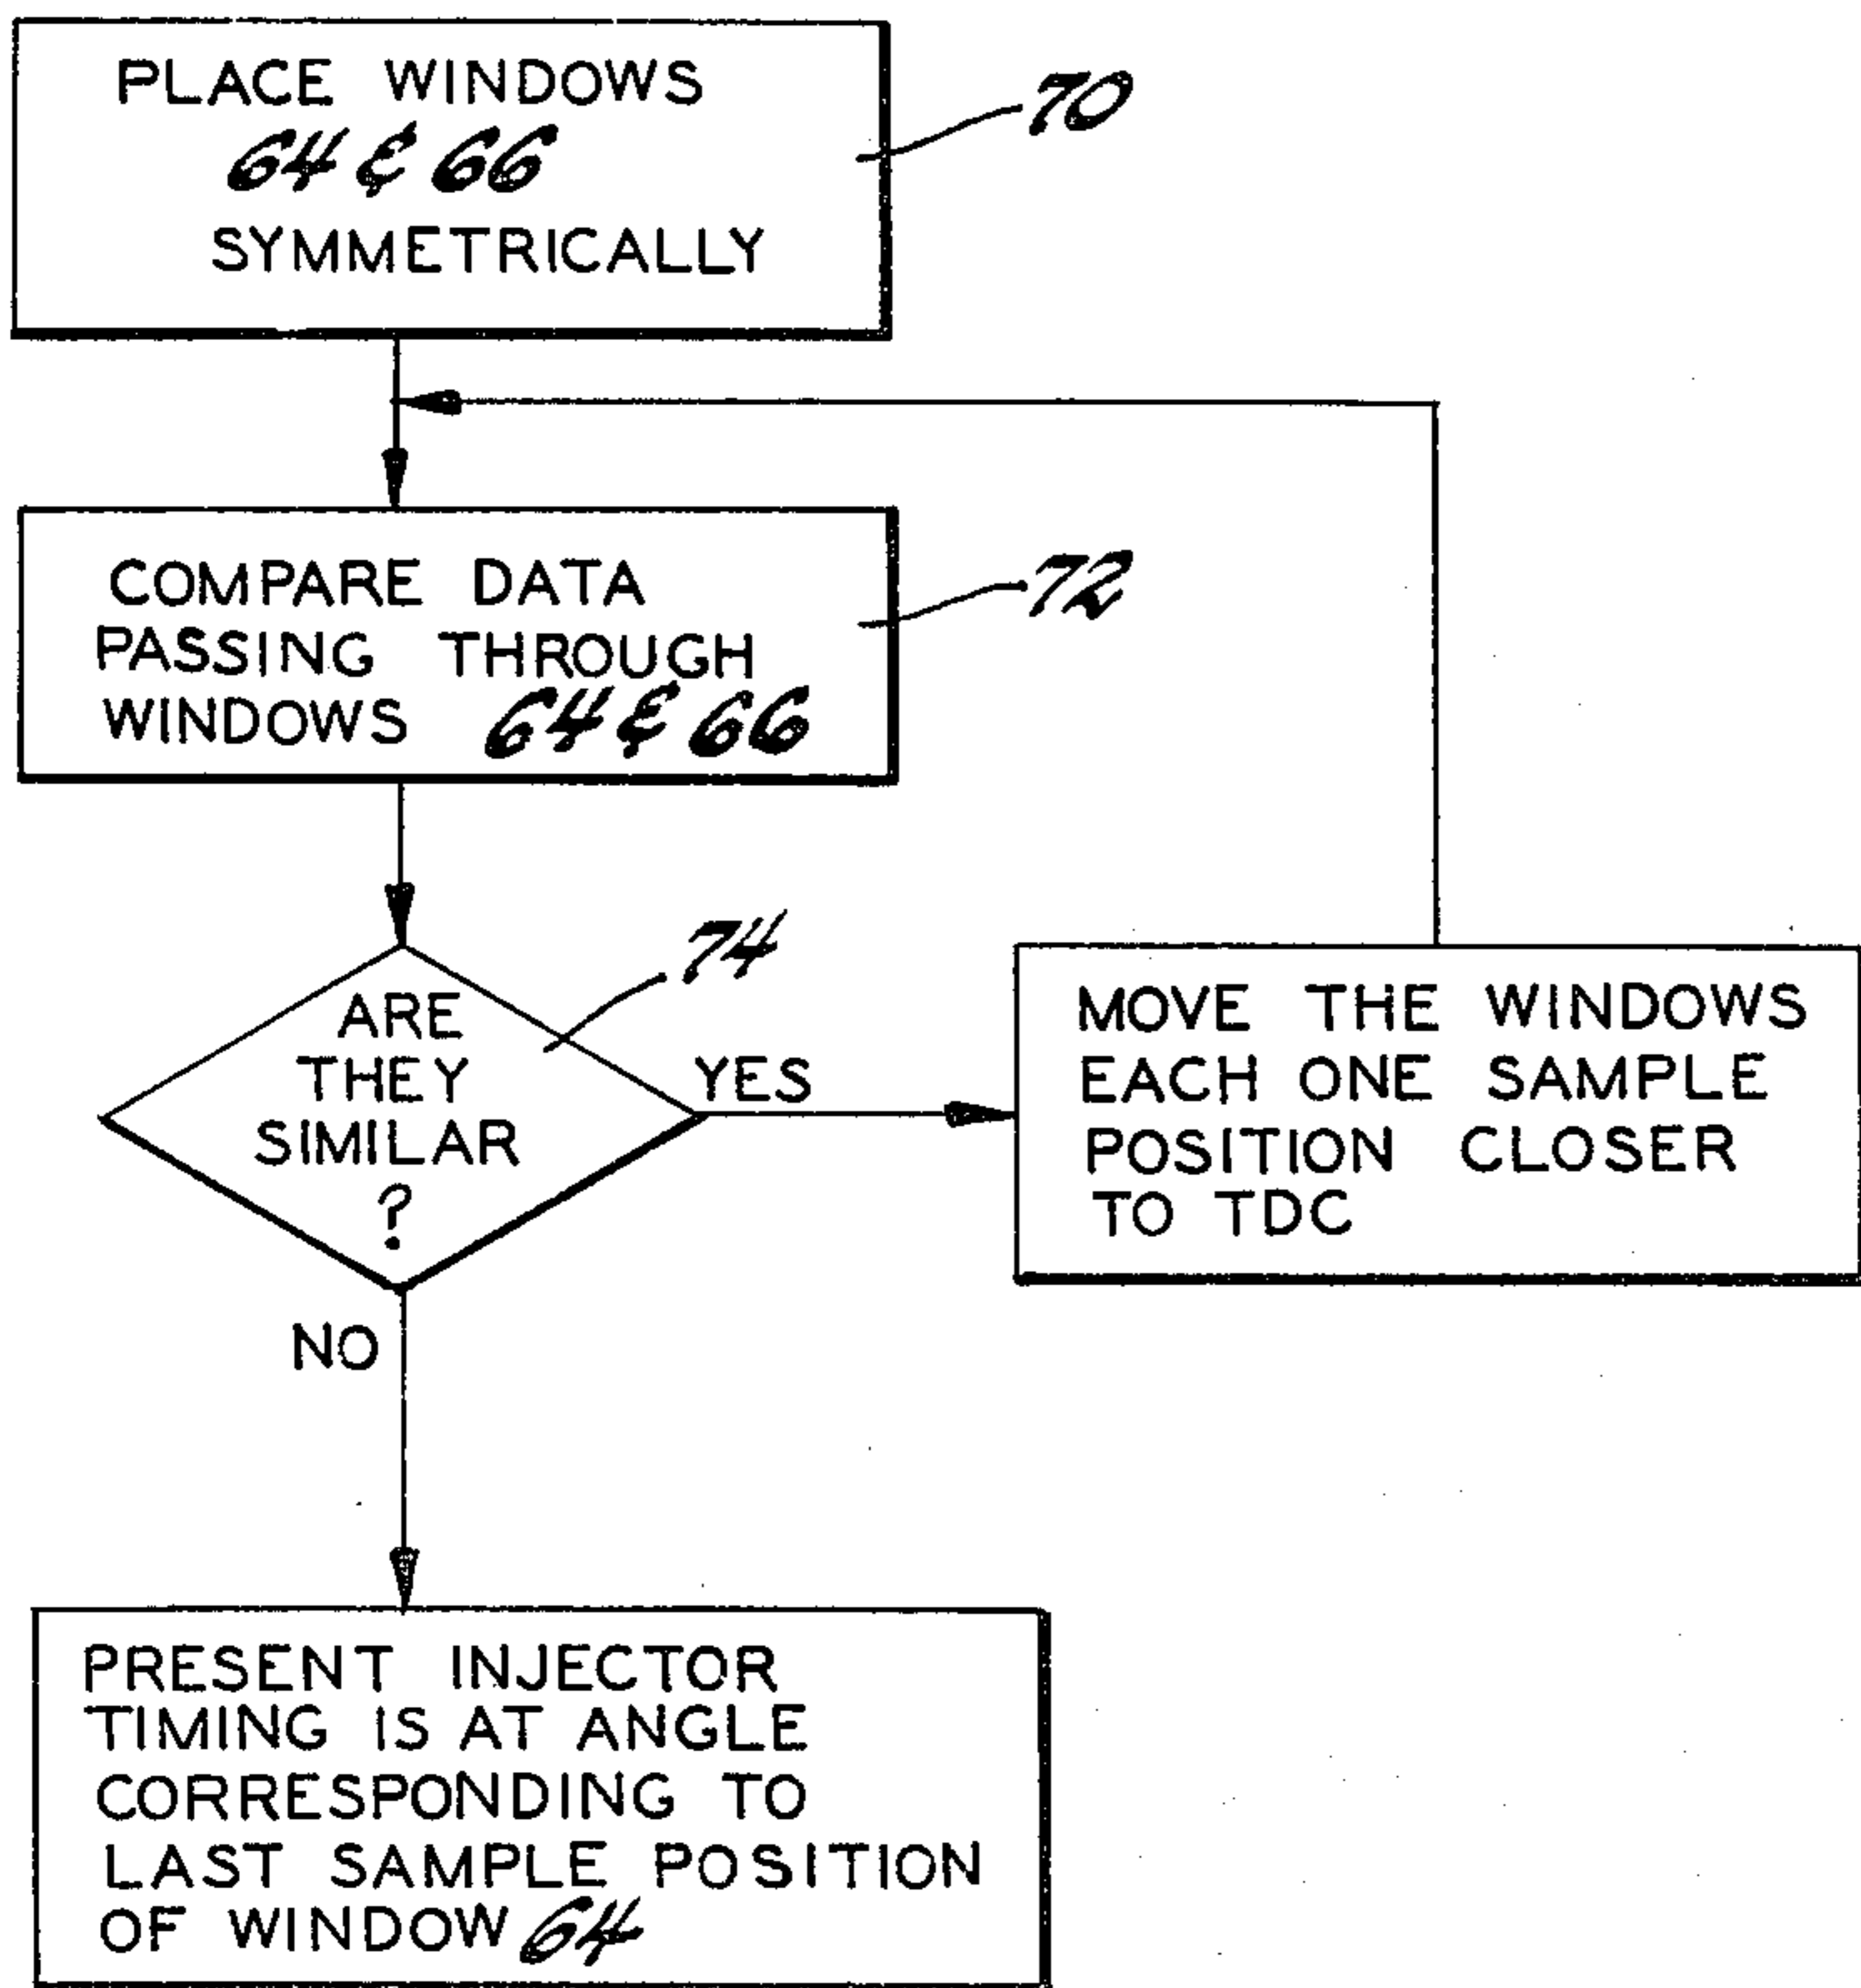 PLACE WINDOWS
64 & 66
SYMMETRICALLY
70
COMPARE DATA
PASSING THROUGH
WINDOWS 64 & 66
72
ARE
THEY
SIMILAR
?
74
YES
MOVE THE WINDOWS
EACH ONE SAMPLE
POSITION CLOSER
TO TDC
NO
PRESENT INJECTOR
TIMING IS AT ANGLE
CORRESPONDING TO
LAST SAMPLE POSITION
OF WINDOW 64